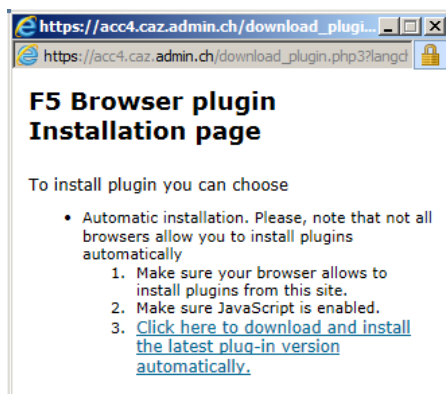 https://acc4.caz.admin.ch/download_plugi...
https://acc4.caz.admin.ch/download_plugin.php3?langch
F5 Browser plugin
Installation page
To install plugin you can choose
• Automatic installation. Please, note that not all
browsers allow you to install plugins
automatically
1. Make sure your browser allows to
install plugins from this site.
2. Make sure JavaScript is enabled.
3. Click here to download and install
the latest plug-in version
automatically.